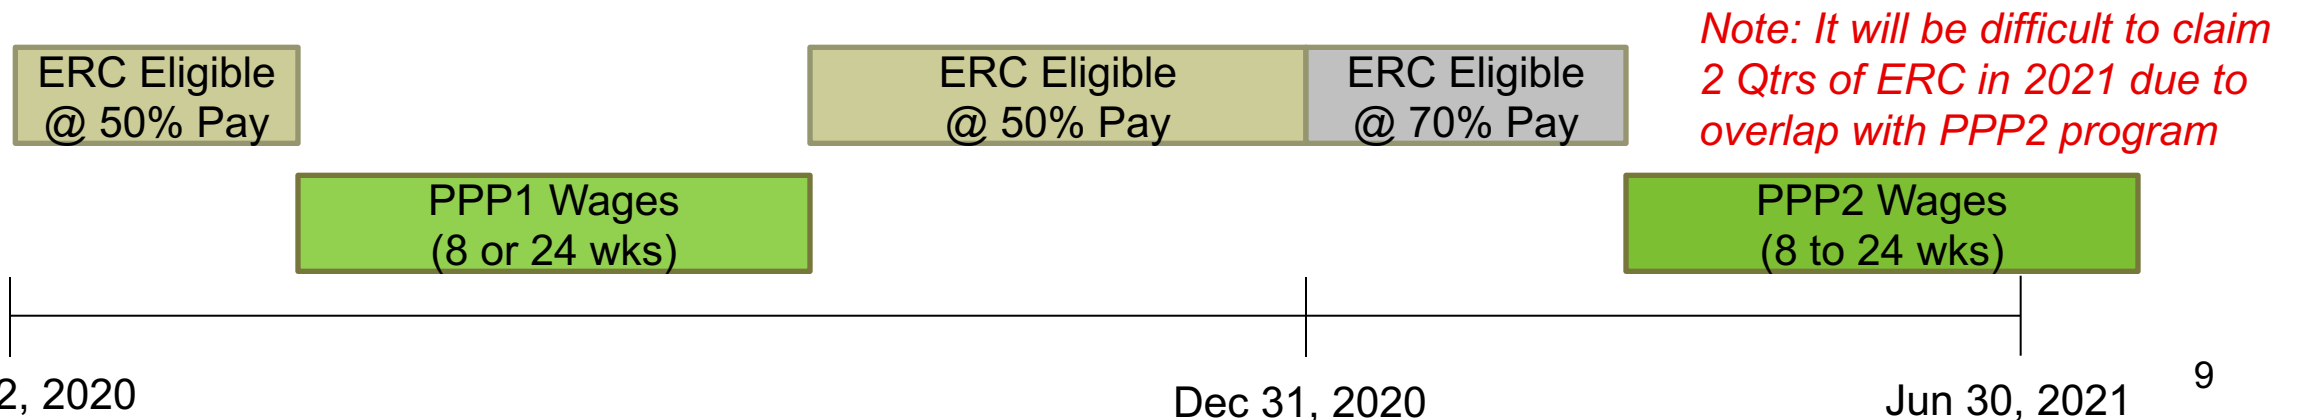 Note: It will be difficult to claim
2 Qtrs of ERC in 2021 due to
overlap with PPP2 program
ERC Eligible
@ 50% Pay
ERC Eligible
@ 50% Pay
ERC Eligible
@ 70% Pay
PPP1 Wages
(8 or 24 wks)
PPP2 Wages
(8 to 24 wks)
2, 2020
Dec 31, 2020
Jun 30, 2021
9